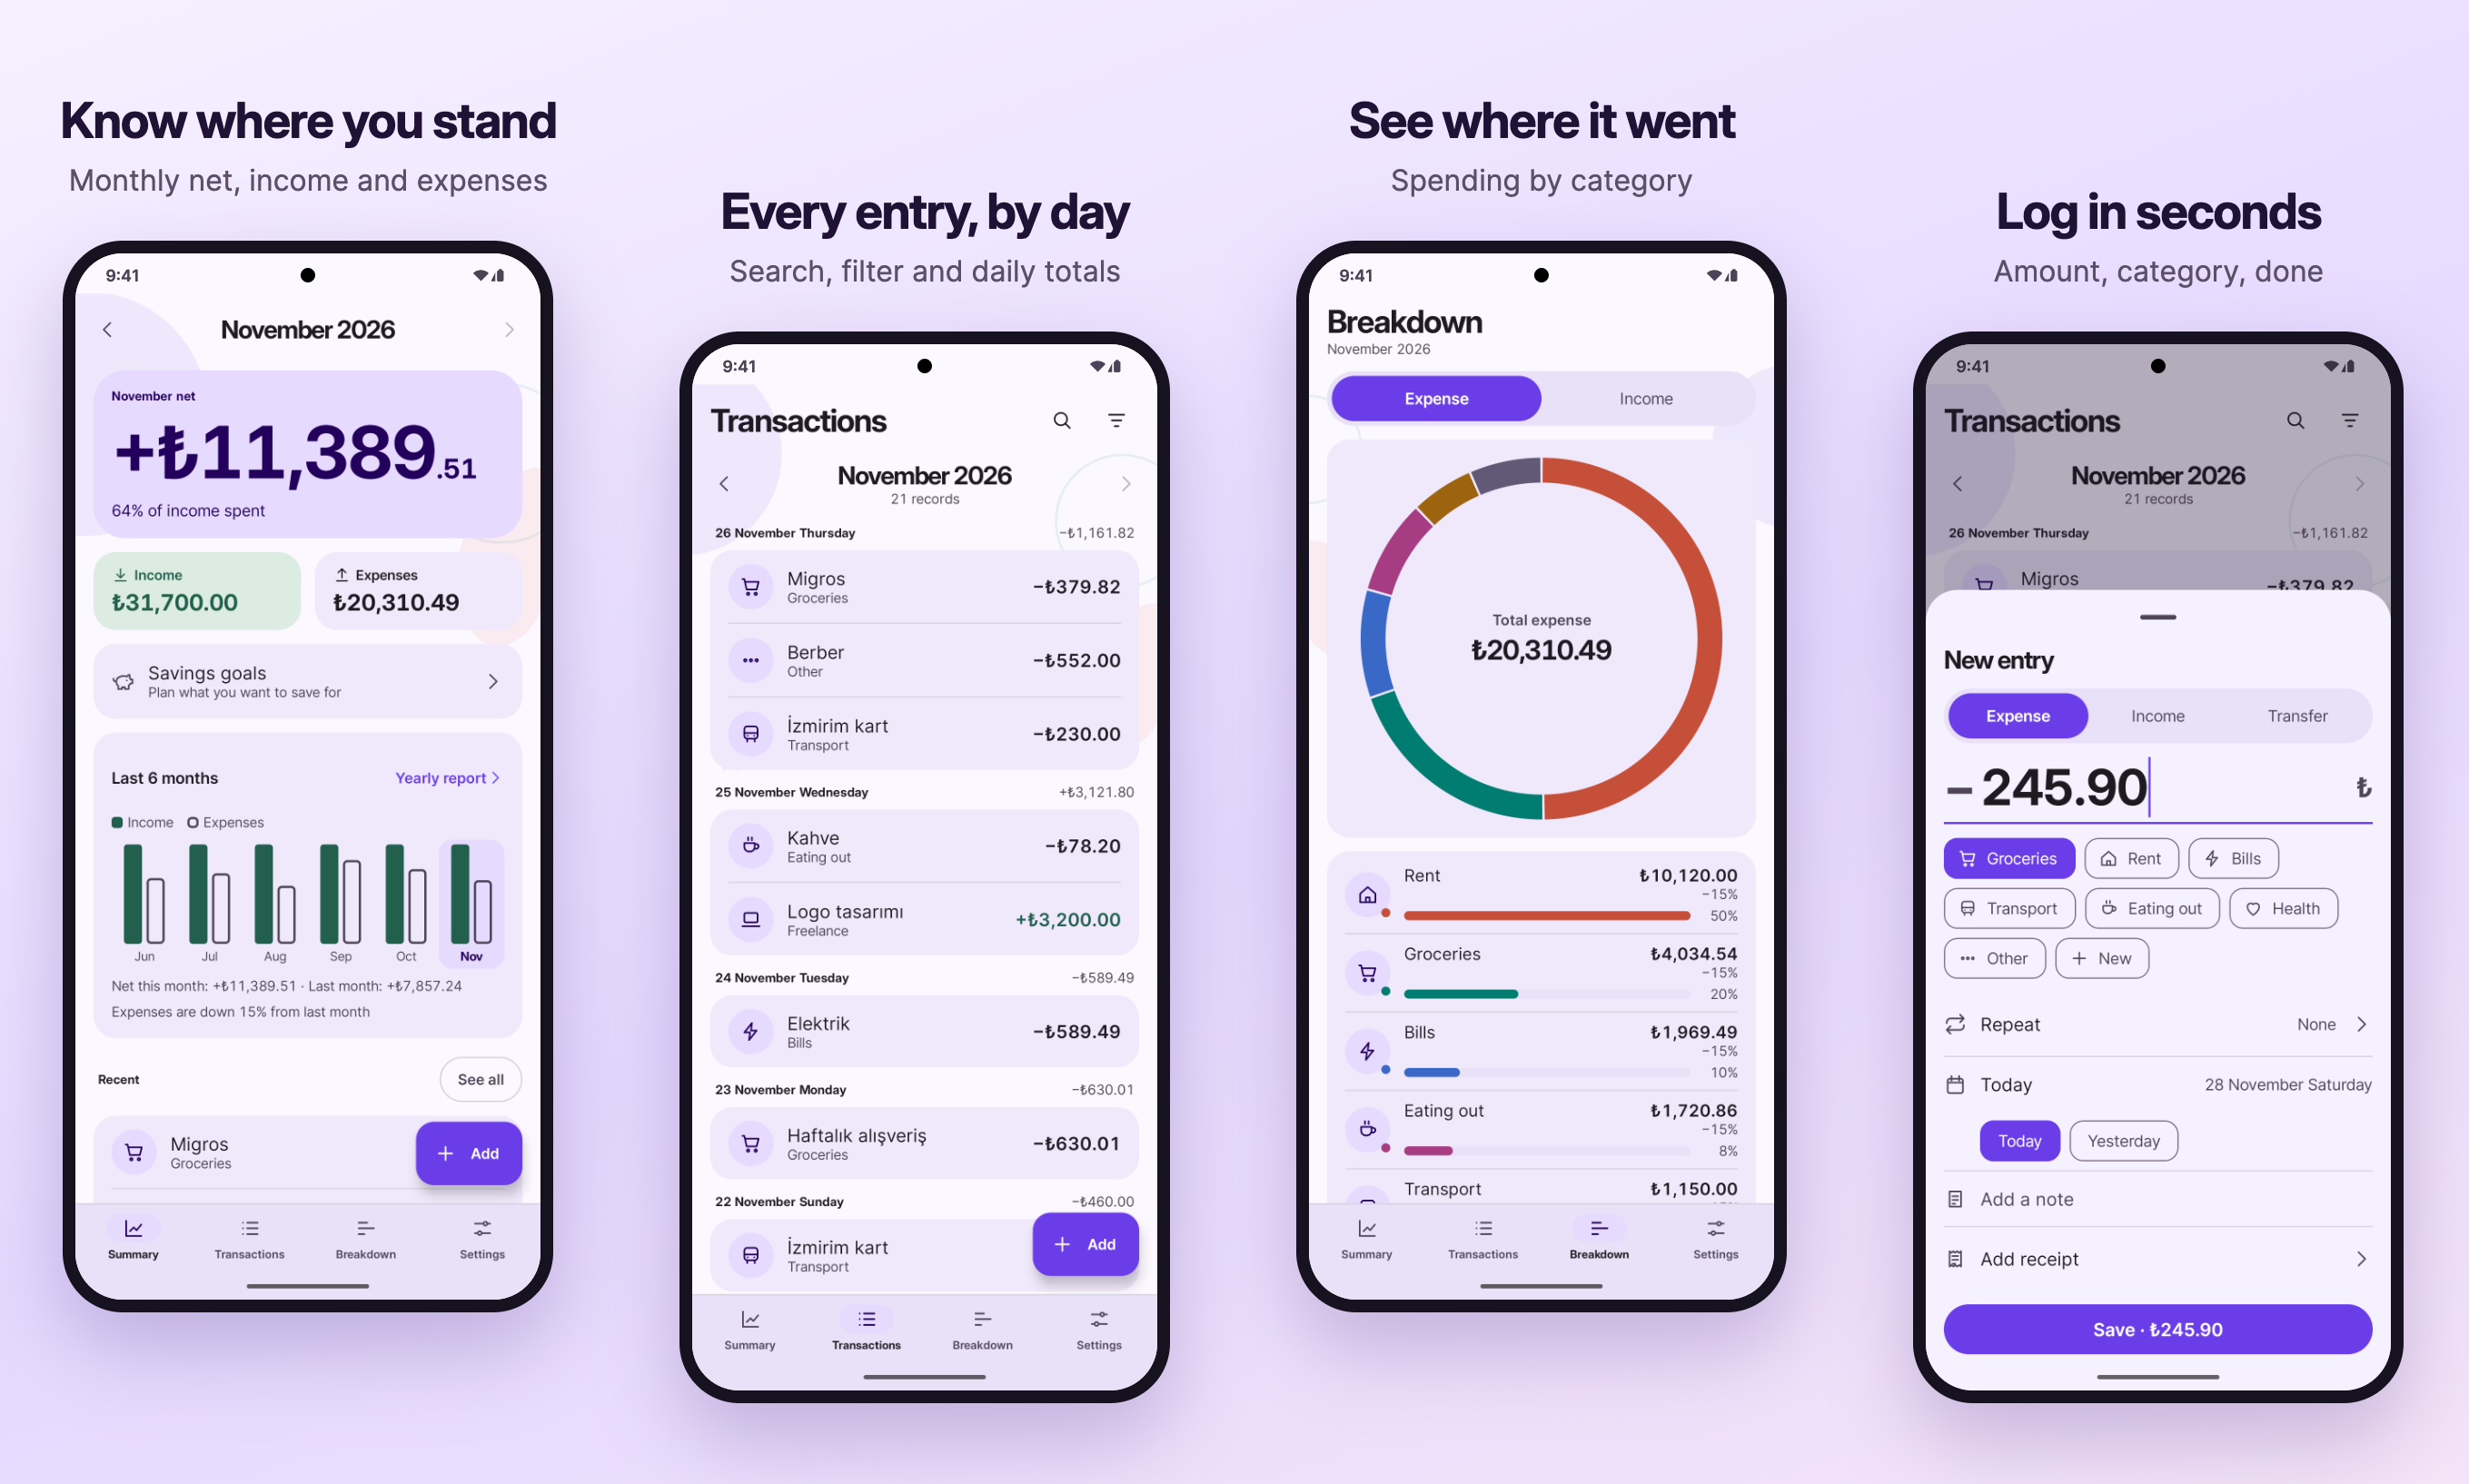 Know where you stand
Monthly net, income and expenses
9:41
November 2026
November net
+₺11,389.51
64% of income spent
Income
₺31,700.00
Expenses
₺20,310.49
Savings goals
Plan what you want to save for
Last 6 months
Yearly report
Income
Expenses
Jun
Jul
Aug
Sep
Oct
Nov
Net this month: +₺11,389.51 · Last month: +₺7,857.24
Expenses are down 15% from last month
Recent
See all
Migros
Groceries
+ Add
Summary
Transactions
Breakdown
Settings
Every entry, by day
Search, filter and daily totals
9:41
Transactions
November 2026
21 records
26 November Thursday
−₺1,161.82
Migros
Groceries
−₺379.82
Berber
Other
−₺552.00
İzmirim kart
Transport
−₺230.00
25 November Wednesday
+₺3,121.80
Kahve
Eating out
−₺78.20
Logo tasarımı
Freelance
+₺3,200.00
24 November Tuesday
−₺589.49
Elektrik
Bills
−₺589.49
23 November Monday
−₺630.01
Haftalık alışveriş
Groceries
−₺630.01
22 November Sunday
−₺460.00
İzmirim kart
Transport
+ Add
Summary
Transactions
Breakdown
Settings
See where it went
Spending by category
9:41
Breakdown
November 2026
Expense
Income
Total expense
₺20,310.49
Rent
₺10,120.00
−15%
50%
Groceries
₺4,034.54
−15%
20%
Bills
₺1,969.49
−15%
10%
Eating out
₺1,720.86
−15%
8%
Transport
₺1,150.00
Summary
Transactions
Breakdown
Settings
Log in seconds
Amount, category, done
9:41
Transactions
November 2026
21 records
26 November Thursday
−₺1,161.82
Migros
−₺379.82
New entry
Expense
Income
Transfer
− 245.90
₺
Groceries
Rent
Bills
Transport
Eating out
Health
Other
+ New
Repeat
None
Today
28 November Saturday
Today
Yesterday
Add a note
Add receipt
Save · ₺245.90